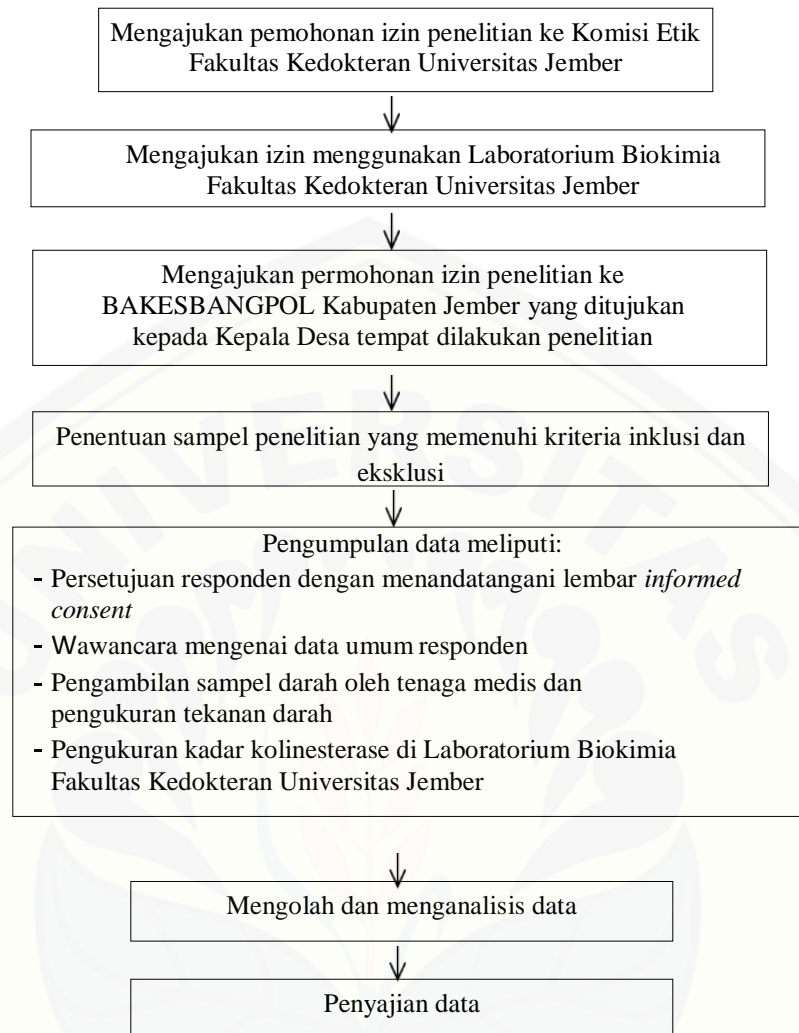 Mengajukan pemohonan izin penelitian ke Komisi Etik
Fakultas Kedokteran Universitas Jember
Mengajukan izin menggunakan Laboratorium Biokimia
Fakultas Kedokteran Universitas Jember
Mengajukan permohonan izin penelitian ke
BAKESBANGPOL Kabupaten Jember yang ditujukan
kepada Kepala Desa tempat dilakukan penelitian
Penentuan sampel penelitian yang memenuhi kriteria inklusi dan
eksklusi
Pengumpulan data meliputi:
- Persetujuan responden dengan menandatangani lembar informed
consent
- Wawancara mengenai data umum responden
- Pengambilan sampel darah oleh tenaga medis dan
pengukuran tekanan darah
- Pengukuran kadar kolinesterase di Laboratorium Biokimia
Fakultas Kedokteran Universitas Jember
Mengolah dan menganalisis data
Penyajian data
UNIVERSITAS